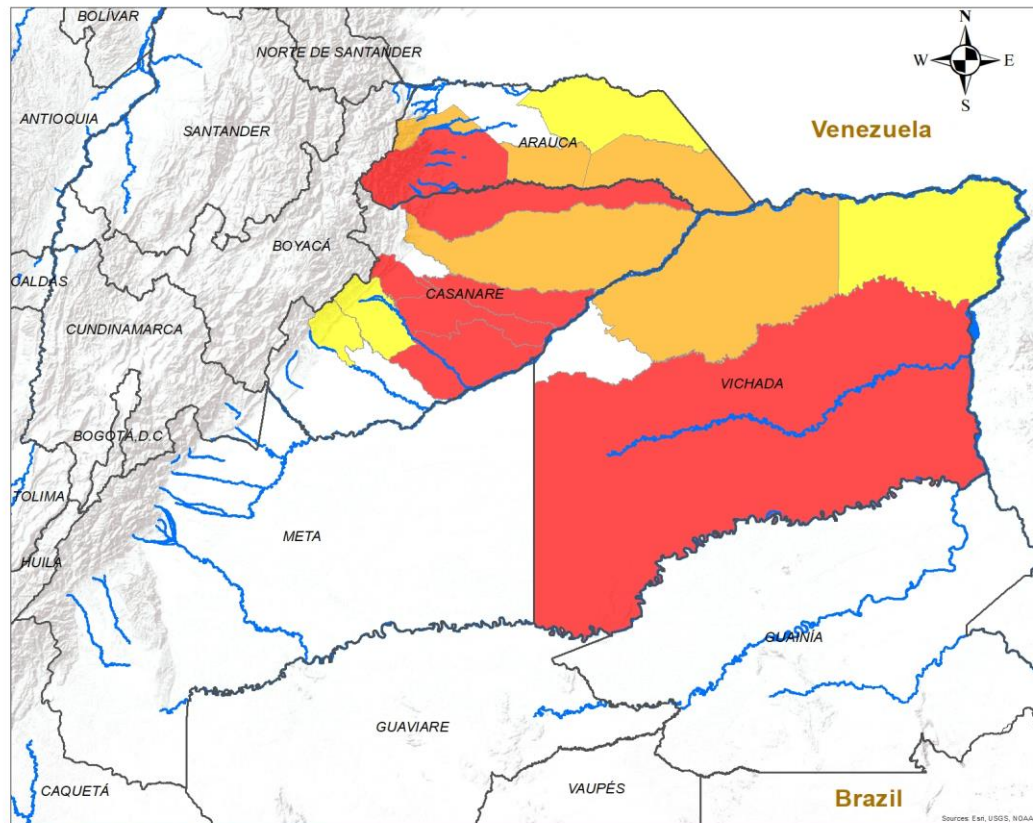 BOLÍVAR
NORTE DE SANTANDER
N
W
E
S
ANTIOQUIA
SANTANDER
ARAUCA
Venezuela
BOYACÁ
CALDAS
CASANARE
CUNDINAMARCA
VICHADA
BOGOTÁ, D.C
TOLIMA
META
HUILA
GUAINÍA
GUAVIARE
CAQUETÁ
VAUPÉS
Brazil
Sources: Esri, USGS, NOAA